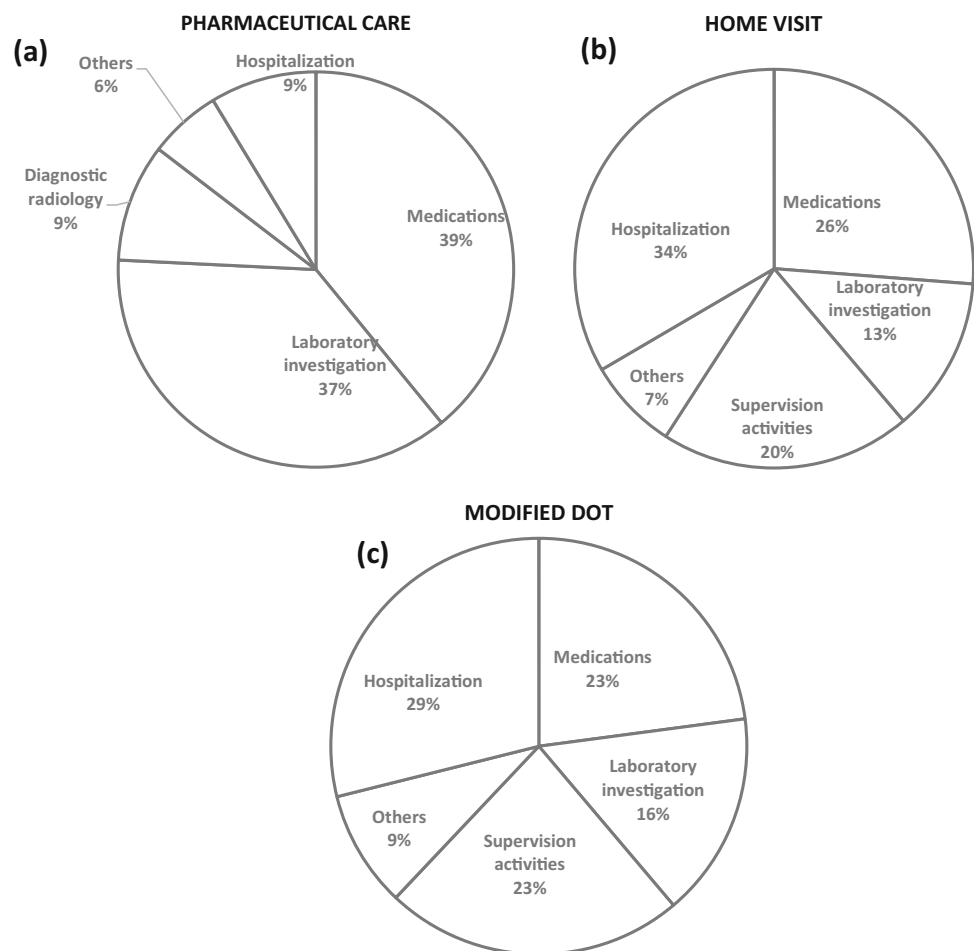 PHARMACEUTICAL CARE
(a)
Others
6%
Hospitalization
9%
Diagnostic
radiology
9%
Medications
39%
Laboratory
investigation
37%
HOME VISIT
(b)
Hospitalization
34%
Medications
26%
Laboratory
investigation
13%
Others
7%
Supervision
activities
20%
MODIFIED DOT
(c)
Hospitalization
29%
Medications
23%
Laboratory
investigation
16%
Others
9%
Supervision
activities
23%